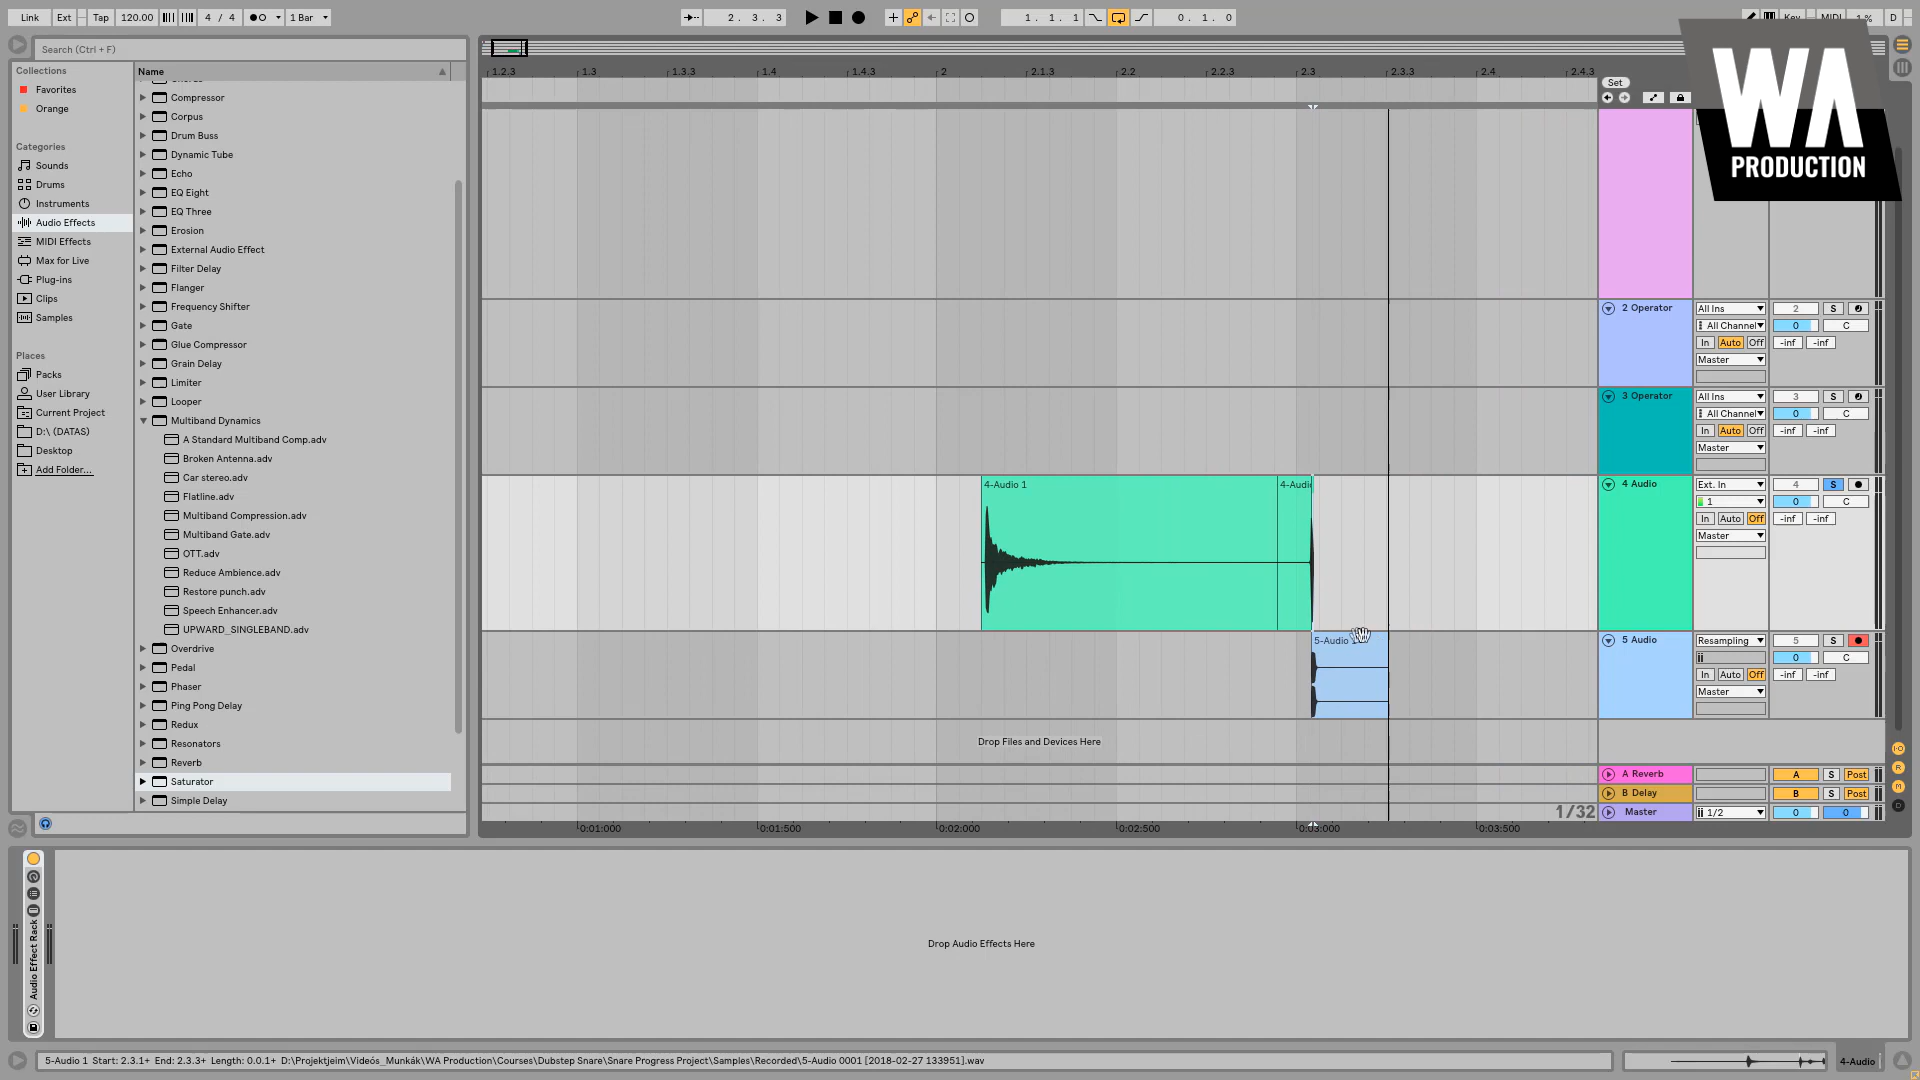 Link Ext Tap 120.00 4 / 4 1 Bar 2 . 3 . 3 1 . 1 . 1 0 . 1 . 0 Key MIDI 1 % D
Search (Ctrl + F)
Collections
Favorites
Orange
Categories
Sounds
Drums
Instruments
Audio Effects
MIDI Effects
Max for Live
Plug-ins
Clips
Samples
Places
Packs
User Library
Current Project
D:\ (DATAS)
Desktop
Add Folder...
Name
Compressor
Corpus
Drum Buss
Dynamic Tube
Echo
EQ Eight
EQ Three
Erosion
External Audio Effect
Filter Delay
Flanger
Frequency Shifter
Gate
Glue Compressor
Grain Delay
Limiter
Looper
Multiband Dynamics
A Standard Multiband Comp.adv
Broken Antenna.adv
Car stereo.adv
Flatline.adv
Multiband Compression.adv
Multiband Gate.adv
OTT.adv
Reduce Ambience.adv
Restore punch.adv
Speech Enhancer.adv
UPWARD_SINGLEBAND.adv
Overdrive
Pedal
Phaser
Ping Pong Delay
Redux
Resonators
Reverb
Saturator
Simple Delay
1.2.3 1.3 1.3.3 1.4 1.4.3 2 2.1.3 2.2 2.2.3 2.3 2.3.3 2.4 2.4.3
Set
WA
PRODUCTION
2 Operator All Ins 2 S
All Channel 0 C
In Auto Off -inf -inf
Master
3 Operator All Ins 3 S
All Channel 0 C
In Auto Off -inf -inf
Master
4-Audio 1 4-Audi
4 Audio Ext. In 4 S
1 0 C
In Auto Off -inf -inf
Master
5-Audio
5 Audio Resampling 5 S
0 C
In Auto Off -inf -inf
Master
Drop Files and Devices Here
A Reverb A S Post
B Delay B S Post
1/32 Master 1/2 0 0
0:01:000 0:01:500 0:02:000 0:02:500 0:03:000 0:03:500
Audio Effect Rack
Drop Audio Effects Here
5-Audio 1 Start: 2.3.1+ End: 2.3.3+ Length: 0.0.1+ D:\Projektjeim\Videós_Munkák\WA Production\Courses\Dubstep Snare\Snare Progress Project\Samples\Recorded\5-Audio 0001 [2018-02-27 133951].wav
4-Audio